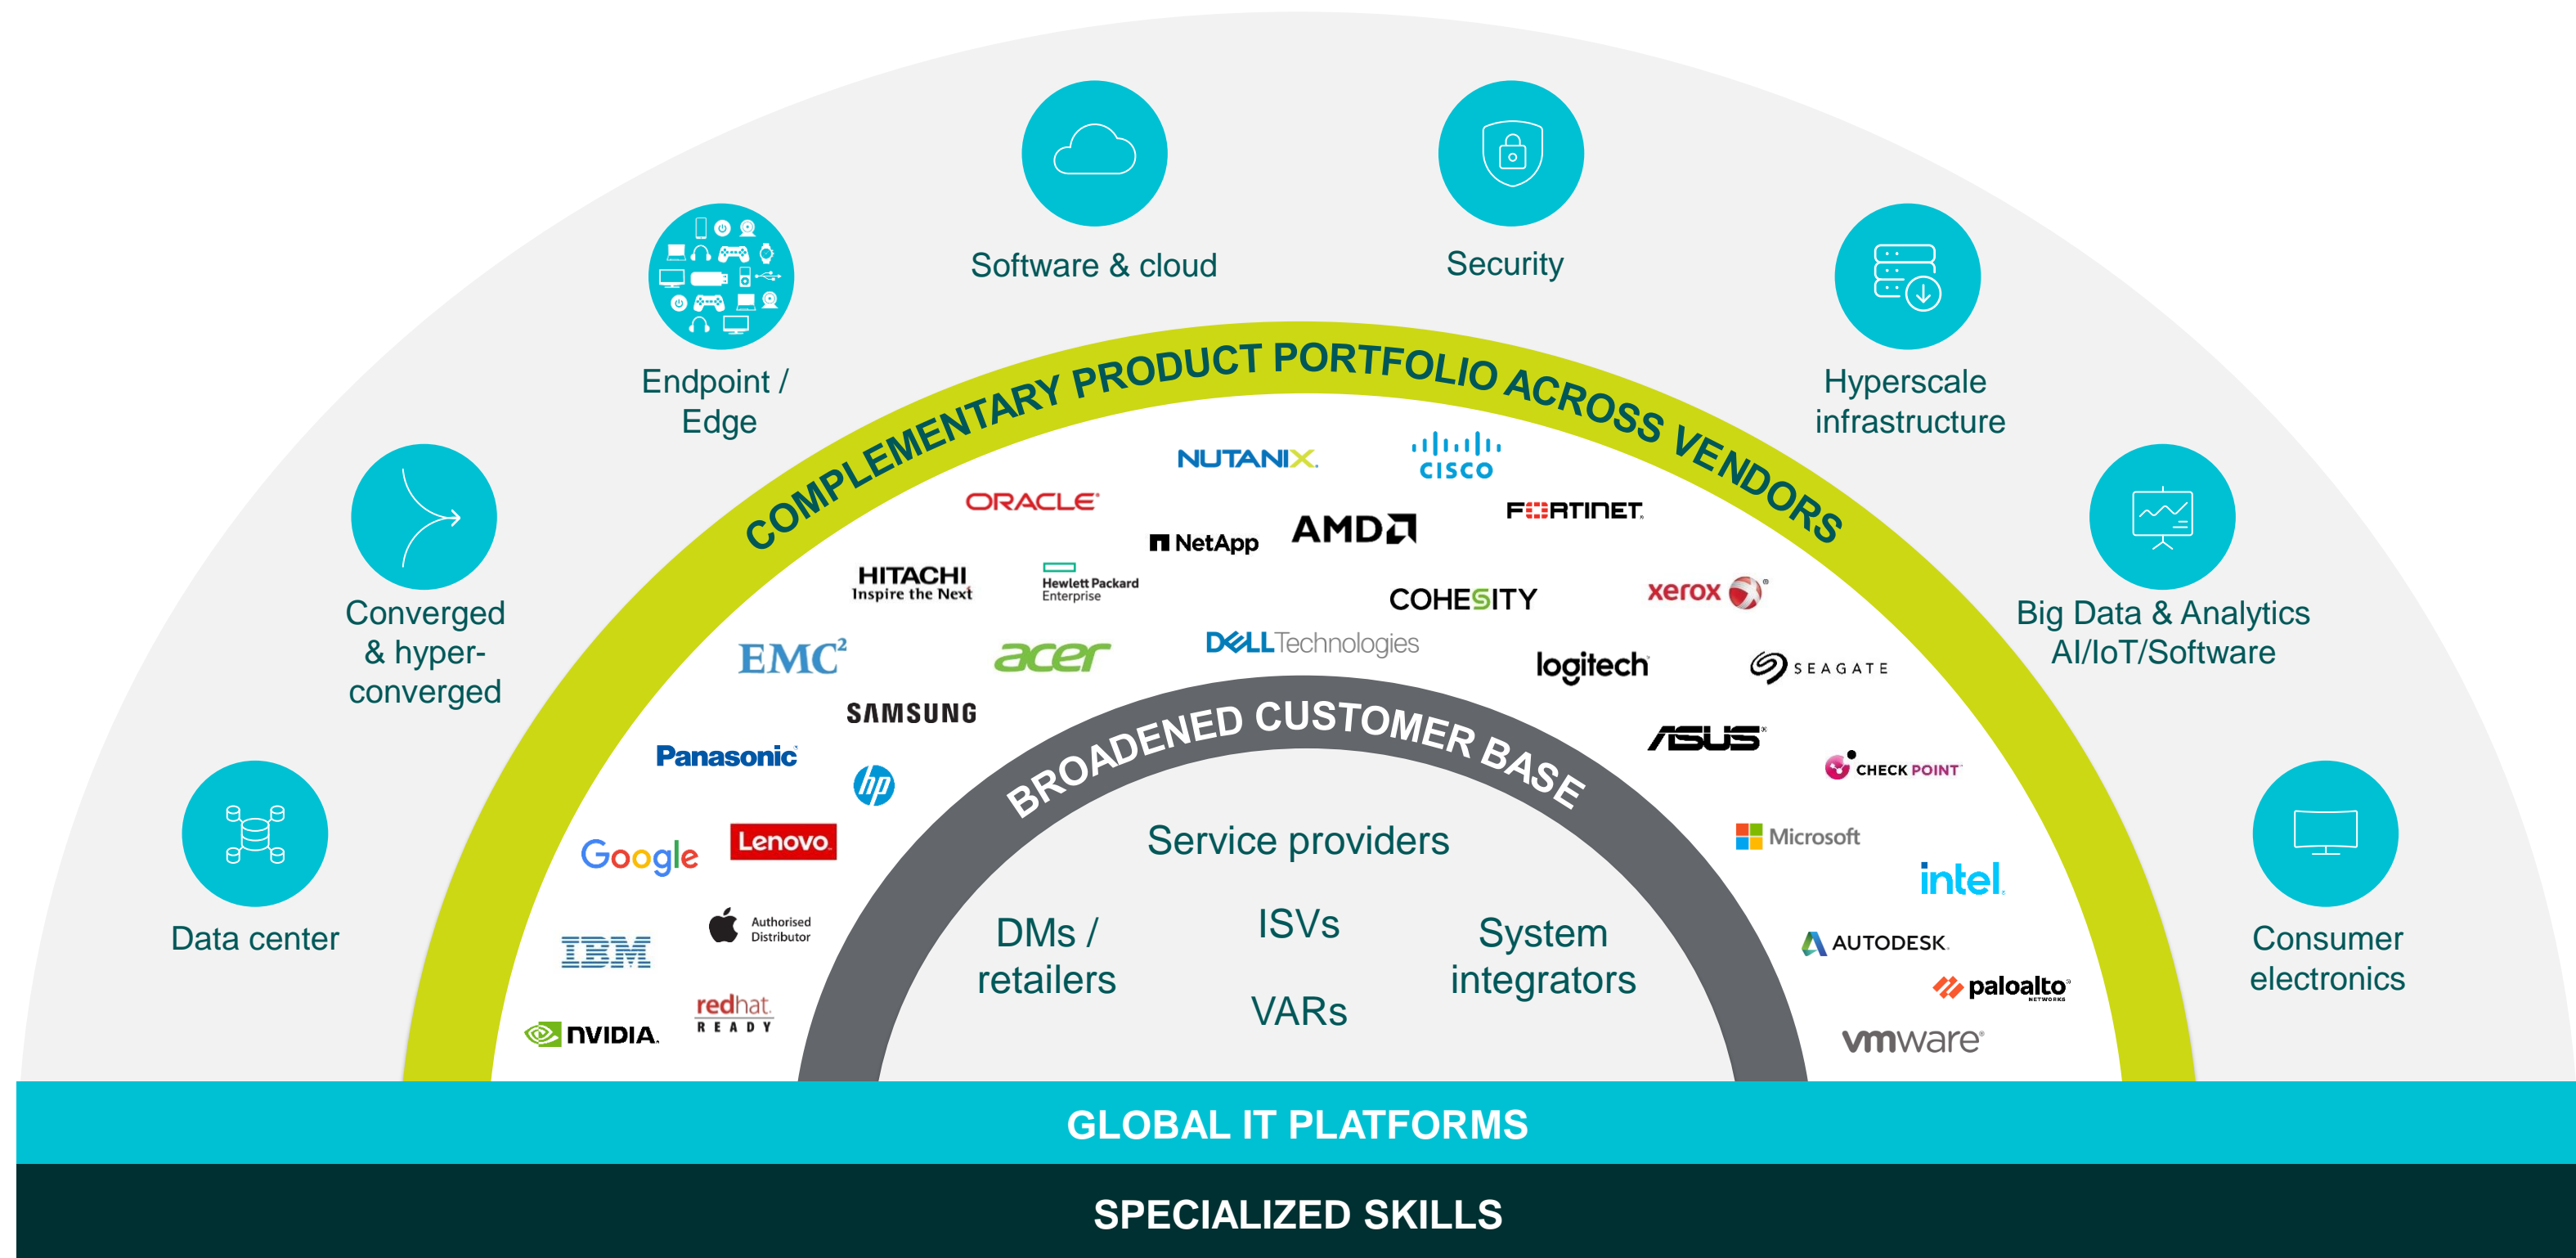 Software & cloud
Security
Endpoint /
Edge
Hyperscale
infrastructure
Converged
& hyper-
converged
Big Data & Analytics
AI/IoT/Software
Data center
Consumer
electronics
COMPLEMENTARY PRODUCT PORTFOLIO ACROSS VENDORS
NUTANIX
CISCO
ORACLE
FORTINET
NetApp
AMD
HITACHI
Inspire the Next
Hewlett Packard
Enterprise
COHESITY
xerox
EMC²
acer
DELL Technologies
logitech
SEAGATE
SAMSUNG
Panasonic
hp
ASUS
CHECK POINT
Google
Lenovo
Microsoft
intel
IBM
Authorised
Distributor
AUTODESK
paloalto
NETWORKS
NVIDIA
redhat
READY
vmware
BROADENED CUSTOMER BASE
Service providers
DMs /
retailers
ISVs
VARs
System
integrators
GLOBAL IT PLATFORMS
SPECIALIZED SKILLS